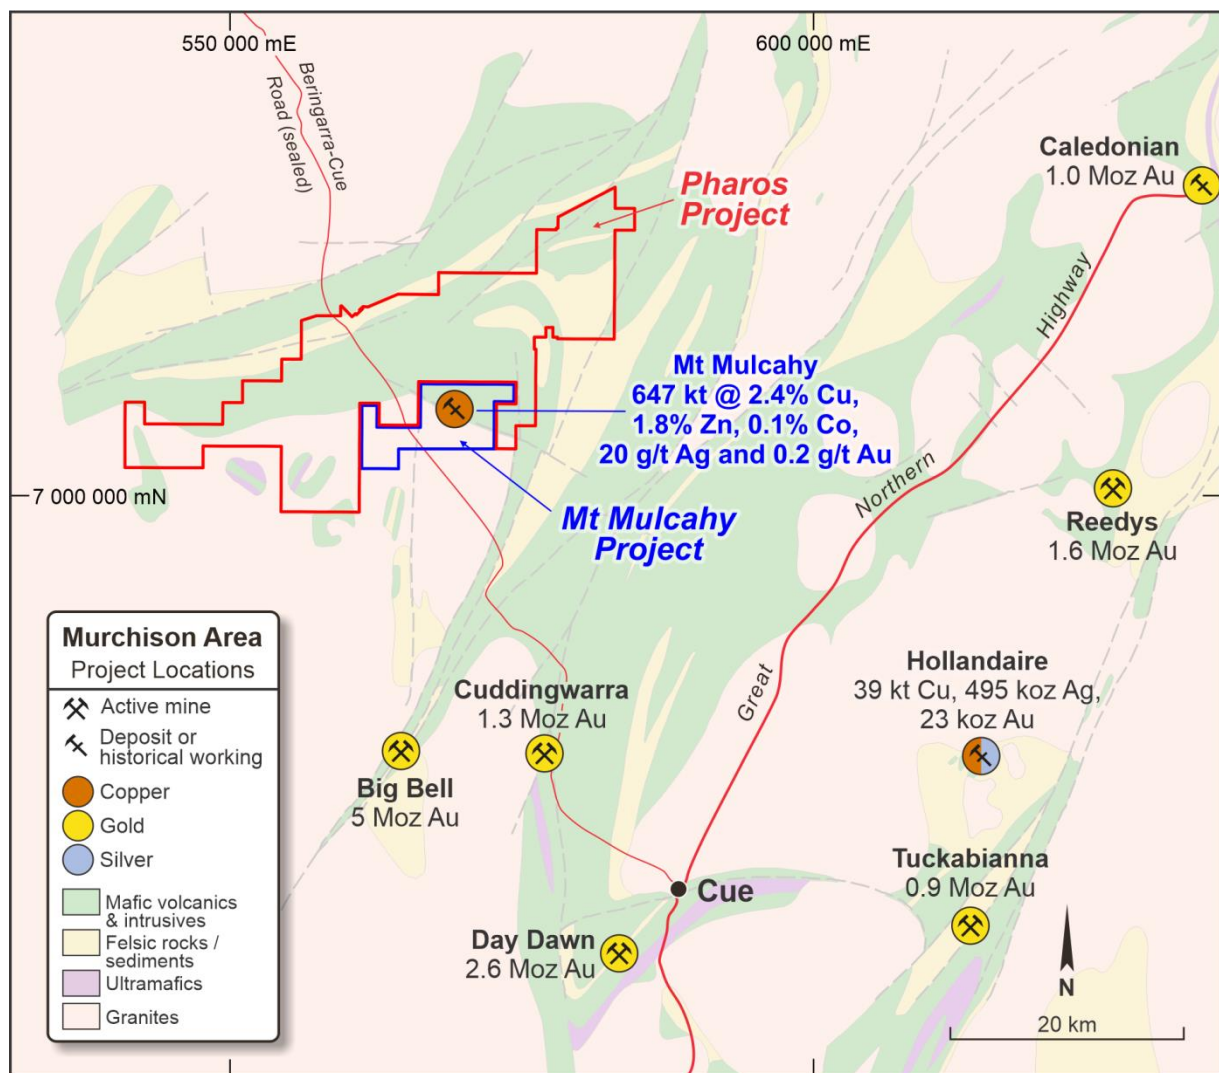 550 000 mE
600 000 mE
Beringarra-Cue
Road (sealed)
Caledonian
1.0 Moz Au
Pharos
Project
Highway
Mt Mulcahy
647 kt @ 2.4% Cu,
1.8% Zn, 0.1% Co,
20 g/t Ag and 0.2 g/t Au
Northern
7 000 000 mN
Mt Mulcahy
Project
Reedys
1.6 Moz Au
Great
Hollandaire
39 kt Cu, 495 koz Ag,
23 koz Au
Cuddingwarra
1.3 Moz Au
Big Bell
5 Moz Au
Tuckabianna
0.9 Moz Au
Cue
Day Dawn
2.6 Moz Au
Murchison Area
Project Locations
Active mine
Deposit or
historical working
Copper
Gold
Silver
Mafic volcanics
& intrusives
Felsic rocks /
sediments
Ultramafics
Granites
N
20 km